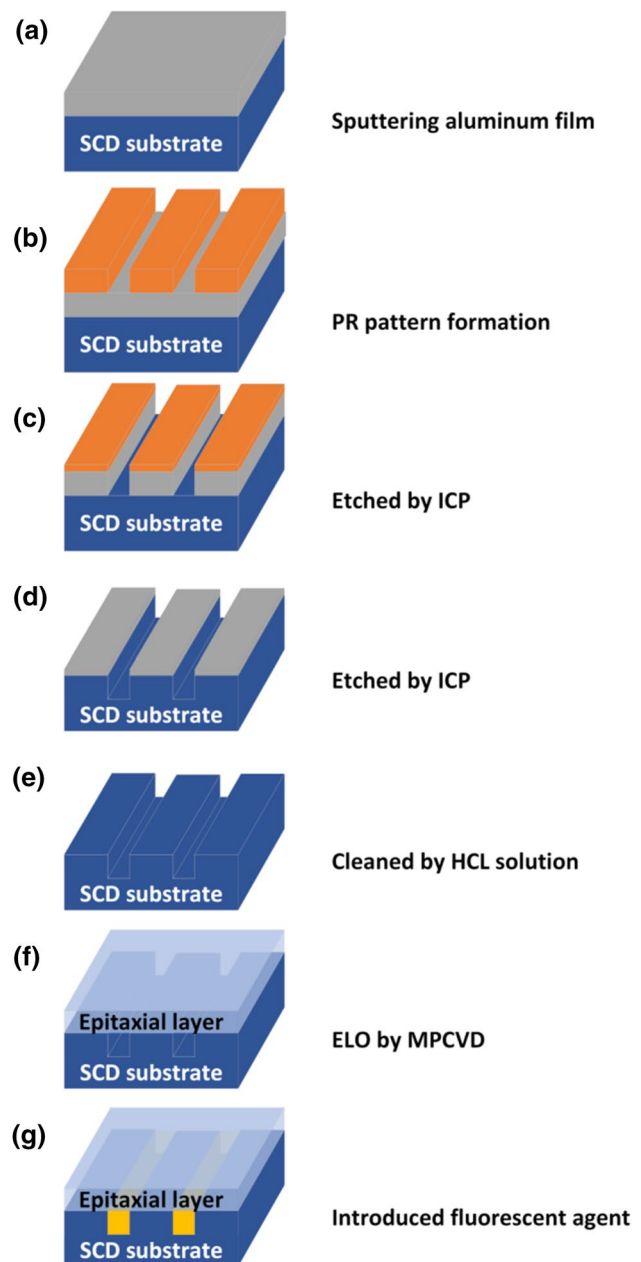 (a)
SCD substrate
Sputtering aluminum film
(b)
SCD substrate
PR pattern formation
(c)
SCD substrate
Etched by ICP
(d)
SCD substrate
Etched by ICP
(e)
SCD substrate
Cleaned by HCL solution
(f)
Epitaxial layer
SCD substrate
ELO by MPCVD
(g)
Epitaxial layer
SCD substrate
Introduced fluorescent agent